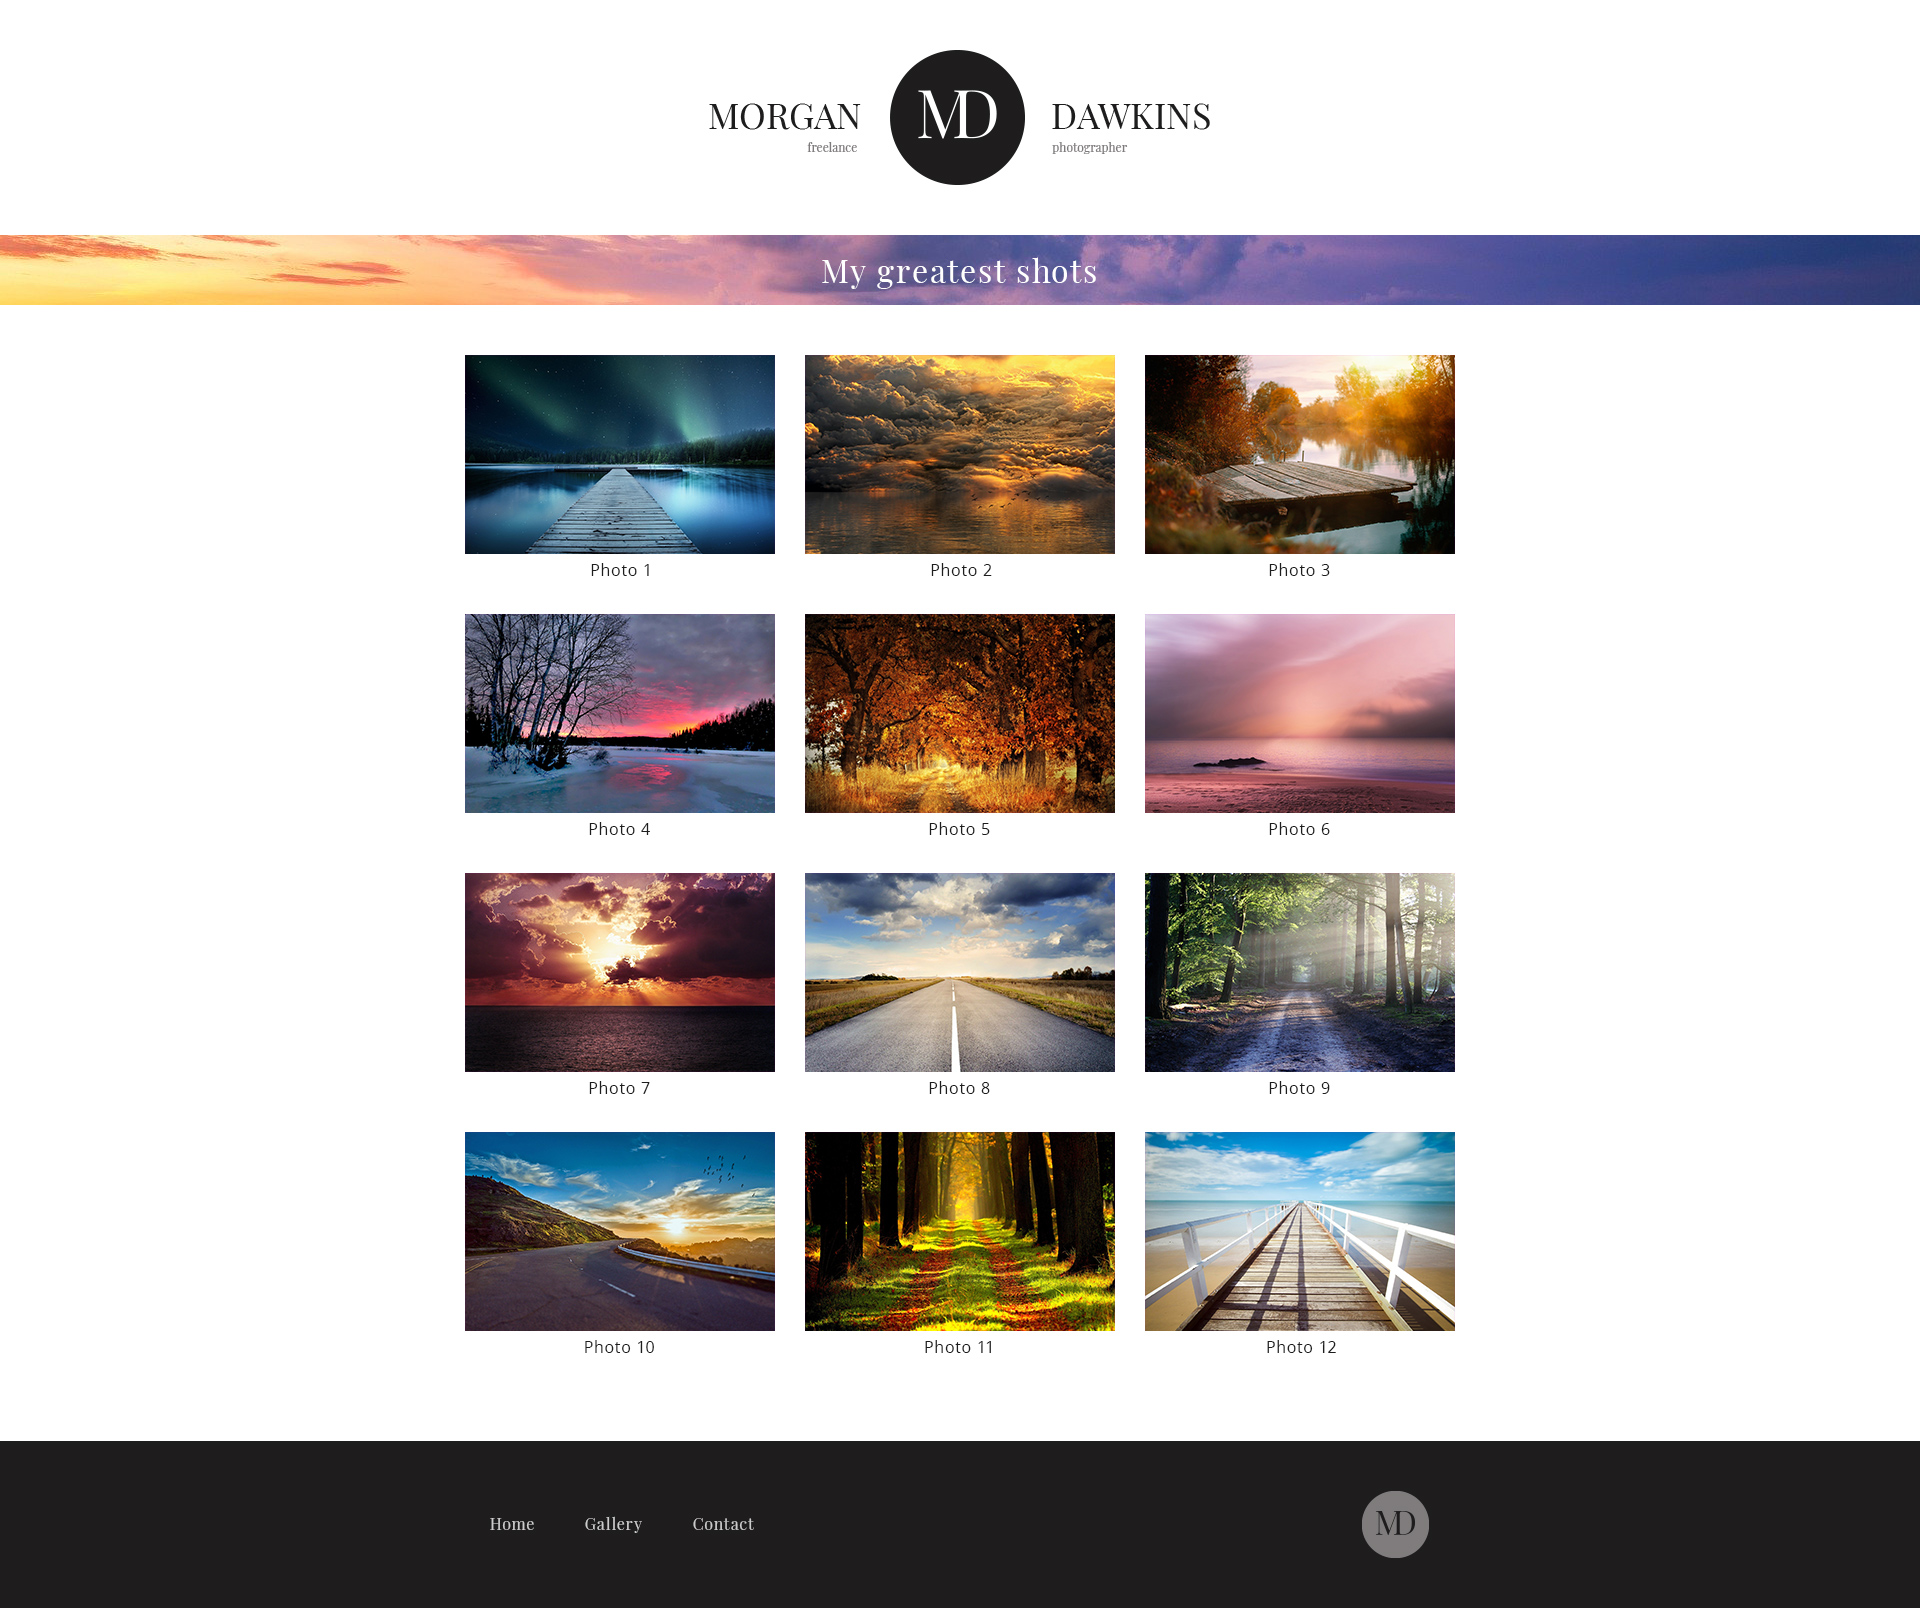 MORGAN MD DAWKINS
freelance photographer
My greatest shots
Photo 1 Photo 2 Photo 3
Photo 4 Photo 5 Photo 6
Photo 7 Photo 8 Photo 9
Photo 10 Photo 11 Photo 12
Home Gallery Contact MD